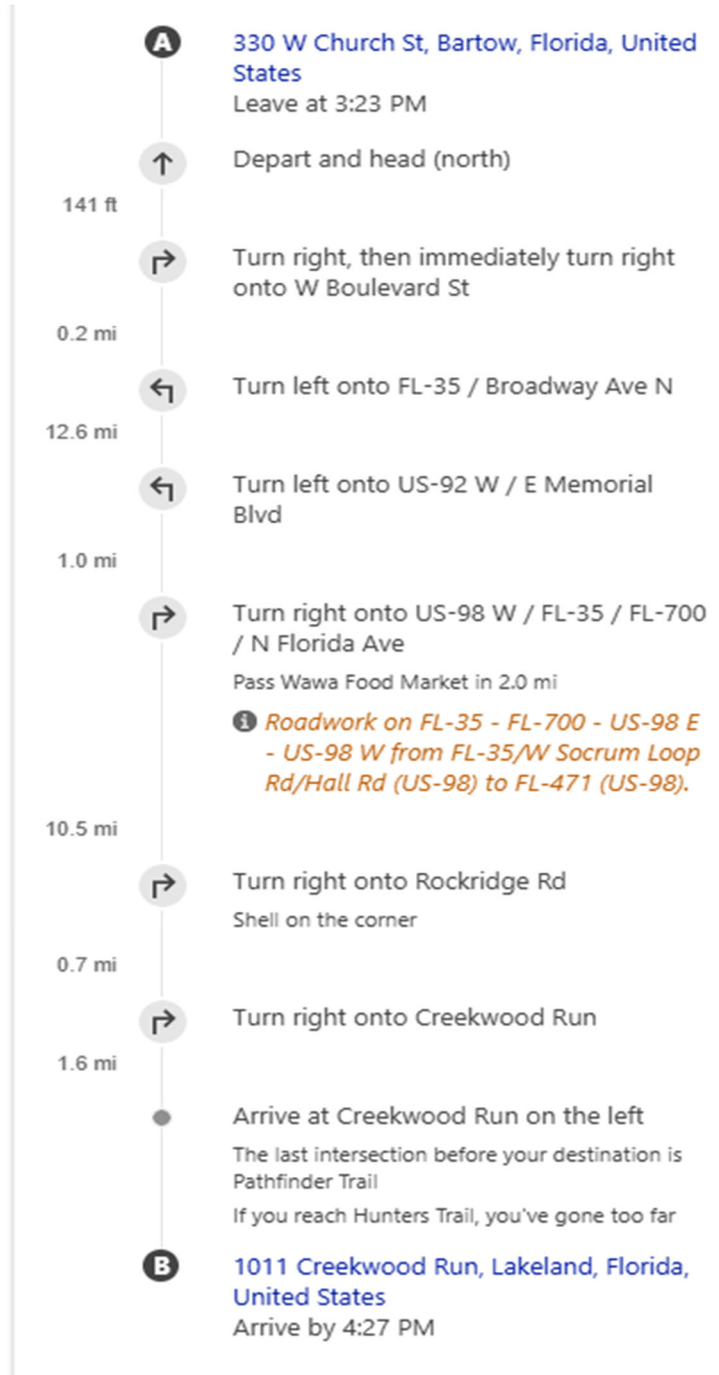 A
330 W Church St, Bartow, Florida, United
States
Leave at 3:23 PM
Depart and head (north)
141 ft
Turn right, then immediately turn right
onto W Boulevard St
0.2 mi
Turn left onto FL-35 / Broadway Ave N
12.6 mi
Turn left onto US-92 W / E Memorial
Blvd
1.0 mi
Turn right onto US-98 W / FL-35 / FL-700
/ N Florida Ave
Pass Wawa Food Market in 2.0 mi
Roadwork on FL-35 - FL-700 - US-98 E
- US-98 W from FL-35/W Socrum Loop
Rd/Hall Rd (US-98) to FL-471 (US-98).
10.5 mi
Turn right onto Rockridge Rd
Shell on the corner
0.7 mi
Turn right onto Creekwood Run
1.6 mi
Arrive at Creekwood Run on the left
The last intersection before your destination is
Pathfinder Trail
If you reach Hunters Trail, you've gone too far
B
1011 Creekwood Run, Lakeland, Florida,
United States
Arrive by 4:27 PM